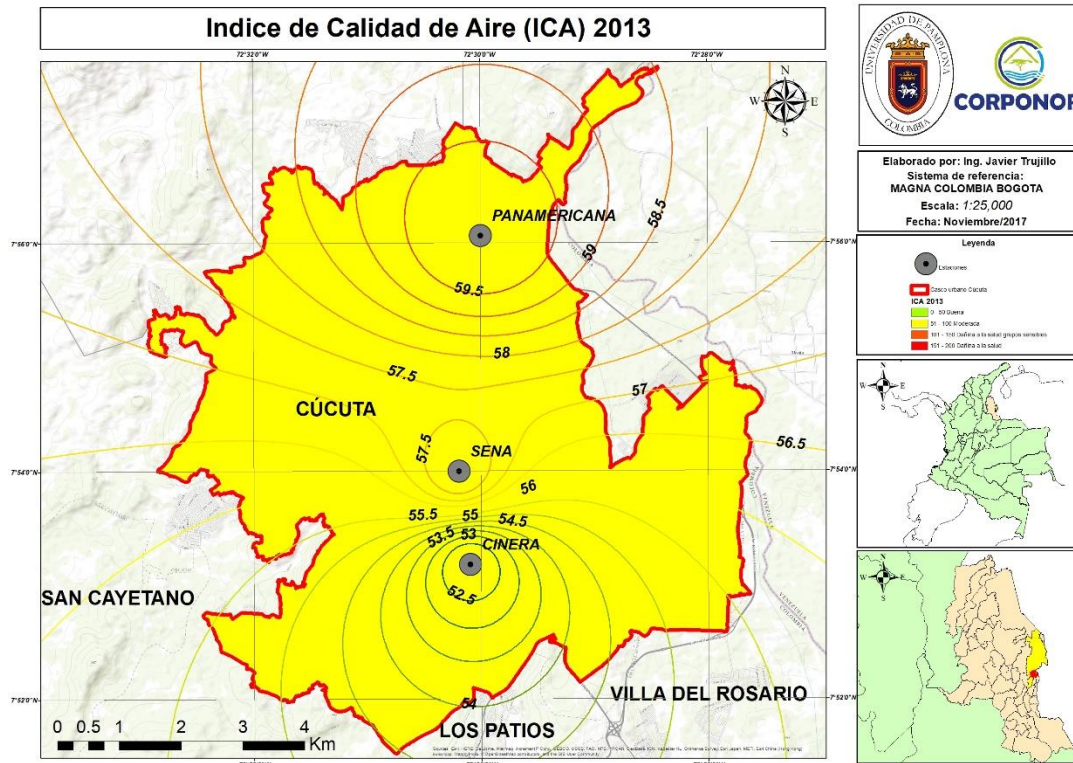 Indice de Calidad de Aire (ICA) 2013
72°32'0"W
72°30'0"W
72°28'0"W
N
W E
S
58.5
PANAMERICANA
59
7°56'0"N
7°56'0"N
COLOMBIA
59.5
58
57.5
57
CÚCUTA
56.5
57.5
SENA
7°54'0"N
7°54'0"N
56
55.5
55
54.5
53.5
53
CINERA
52.5
SAN CAYETANO
VENEZUELA
COLOMBIA
VILLA DEL ROSARIO
7°52'0"N
7°52'0"N
54
LOS PATIOS
0 0.5 1 2 3 4
Km
UNIVERSIDAD DE PAMPLONA
COLOMBIA
CORPONOR
Elaborado por: Ing. Javier Trujillo
Sistema de referencia:
MAGNA COLOMBIA BOGOTA
Escala: 1:25,000
Fecha: Noviembre/2017
Leyenda
Estaciones
Casco urbano Cúcuta
ICA 2013
0 - 50 Buena
51 - 100 Moderada
101 - 150 Dañina a la salud grupos sensibles
151 - 200 Dañina a la salud
N
W E
S
N
W E
S